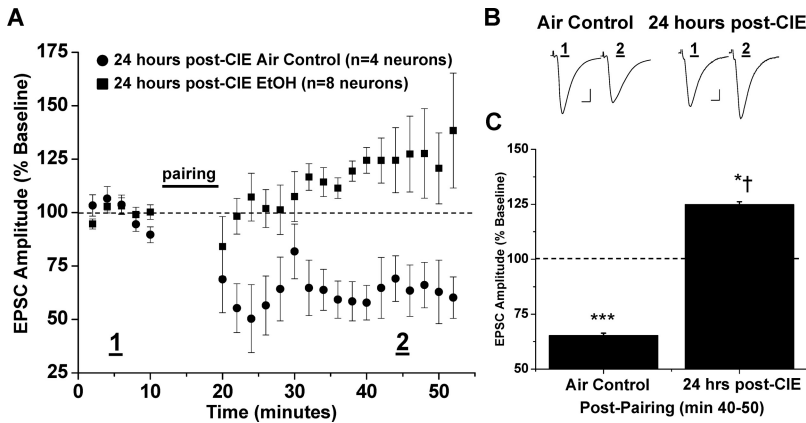 A
175
150
125
100
75
50
25
EPSC Amplitude (% Baseline)
24 hours post-CIE Air Control (n=4 neurons)
24 hours post-CIE EtOH (n=8 neurons)
pairing
1
2
0
10
20
30
40
50
Time (minutes)
B
Air Control
24 hours post-CIE
1
2
1
2
C
150
125
100
75
50
EPSC Amplitude (% Baseline)
***
*†
Air Control
24 hrs post-CIE
Post-Pairing (min 40-50)